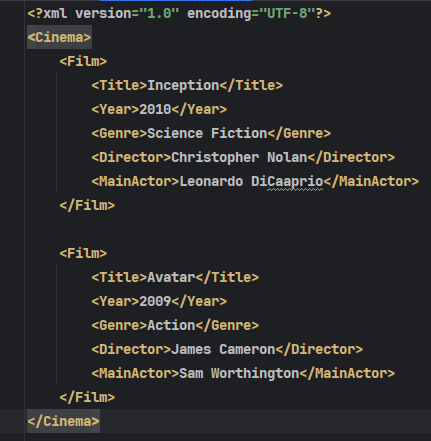 <?xml version="1.0" encoding="UTF-8"?>
<Cinema>
<Film>
<Title>Inception</Title>
<Year>2010</Year>
<Genre>Science Fiction</Genre>
<Director>Christopher Nolan</Director>
<MainActor>Leonardo DiCaaprio</MainActor>
</Film>
<Film>
<Title>Avatar</Title>
<Year>2009</Year>
<Genre>Action</Genre>
<Director>James Cameron</Director>
<MainActor>Sam Worthington</MainActor>
</Film>
</Cinema>